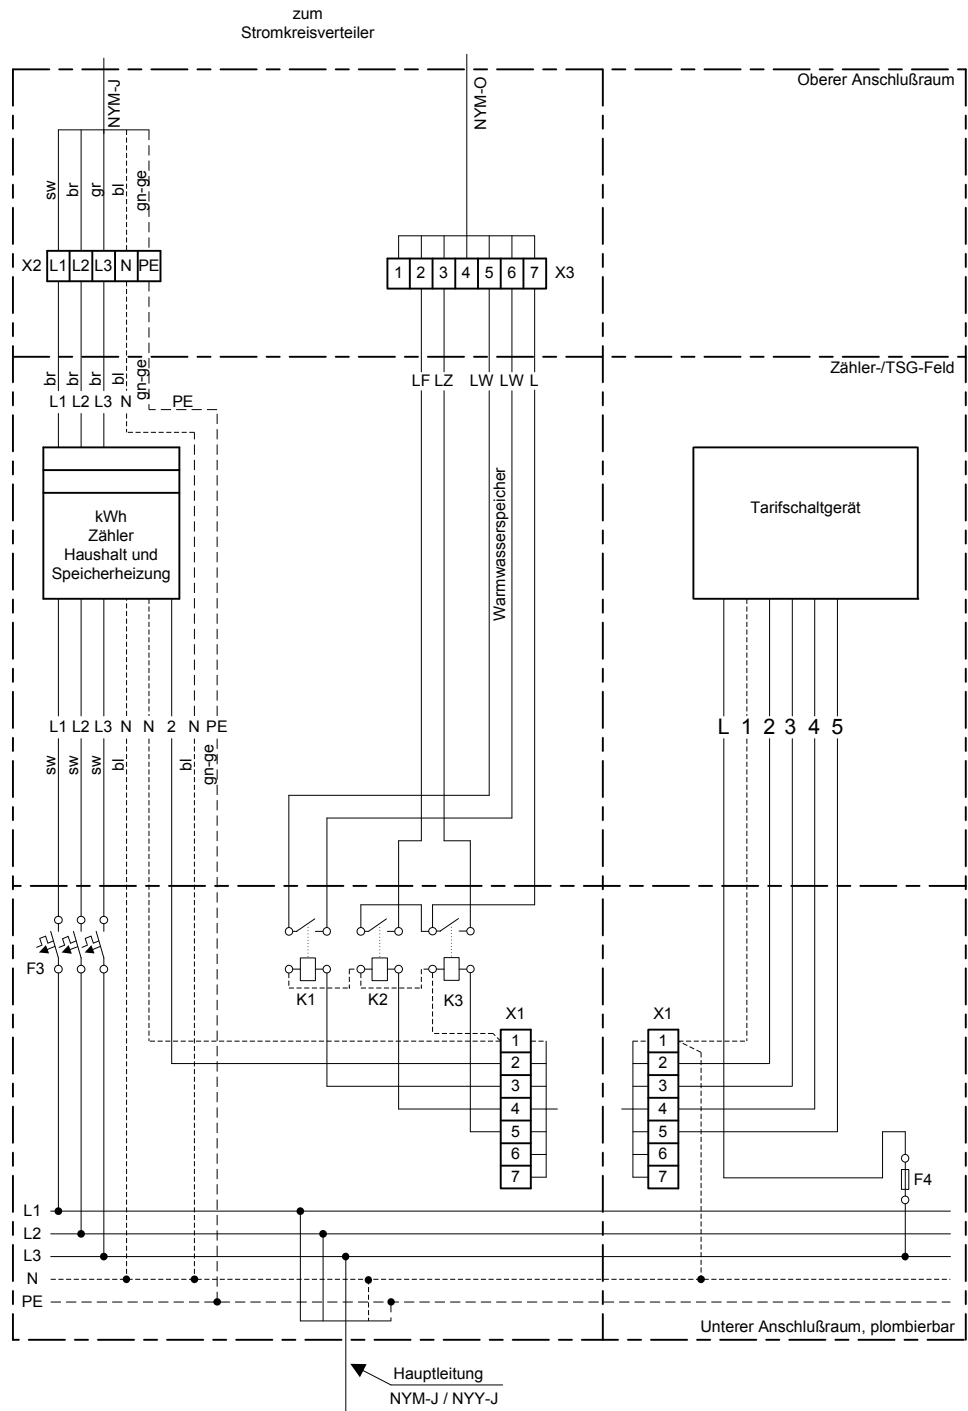 zum
Stromkreisverteiler
Oberer Anschlußraum
NYM-J
NYM-O
sw br gr bl gn-ge
X2 L1 L2 L3 N PE
1 2 3 4 5 6 7 X3
Zähler-/TSG-Feld
br br br bl gn-ge
L1 L2 L3 N PE
LF LZ LW LW L
kWh
Zähler
Haushalt und
Speicherheizung
Warmwasserspeicher
Tarifschaltgerät
L1 L2 L3 N N 2 N PE
L 1 2 3 4 5
sw sw sw bl bl gn-ge
F3
K1 K2 K3
X1
1
2
3
4
5
6
7
X1
1
2
3
4
5
6
7
F4
L1
L2
L3
N
PE
Unterer Anschlußraum, plombierbar
Hauptleitung
NYM-J / NYY-J